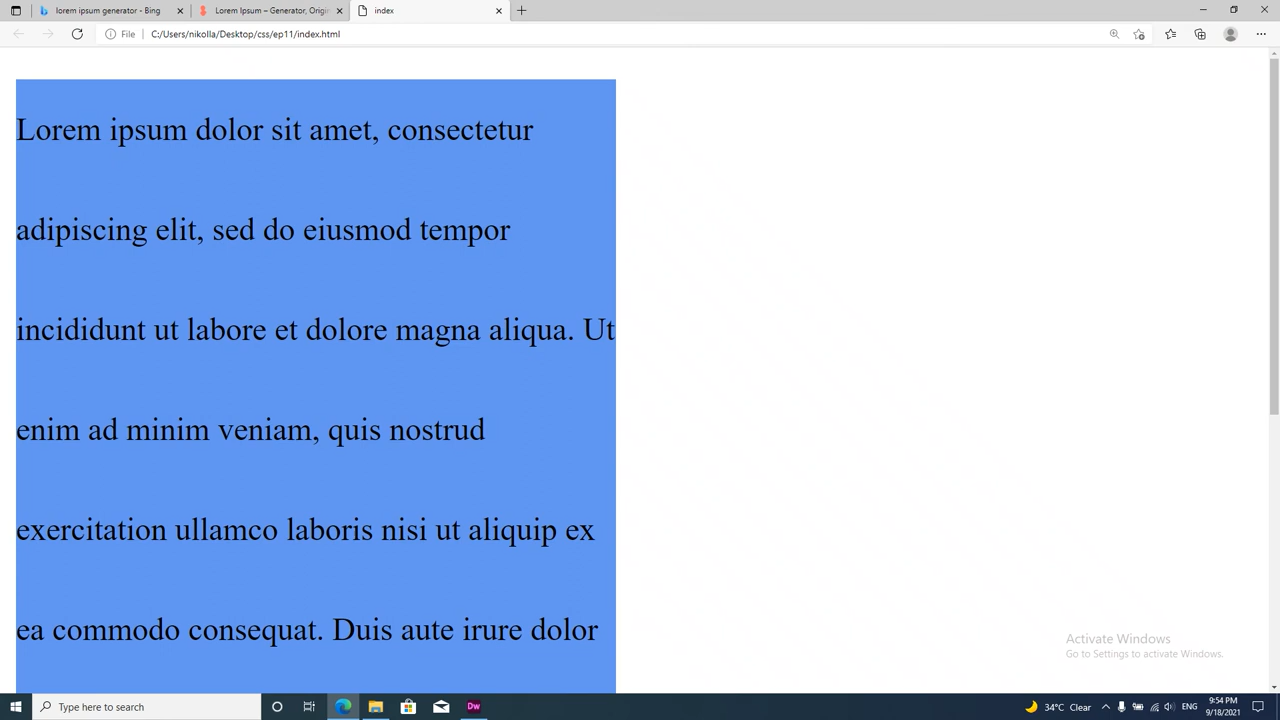 lorem ipsum generator - Bing
Lorem Ipsum – Generator, Origin
index
File
C:/Users/nikolla/Desktop/css/ep11/index.html
Lorem ipsum dolor sit amet, consectetur
adipiscing elit, sed do eiusmod tempor
incididunt ut labore et dolore magna aliqua. Ut
enim ad minim veniam, quis nostrud
exercitation ullamco laboris nisi ut aliquip ex
ea commodo consequat. Duis aute irure dolor
Activate Windows
Go to Settings to activate Windows.
Type here to search
Dw
34°C Clear
ENG
9:54 PM
9/18/2021